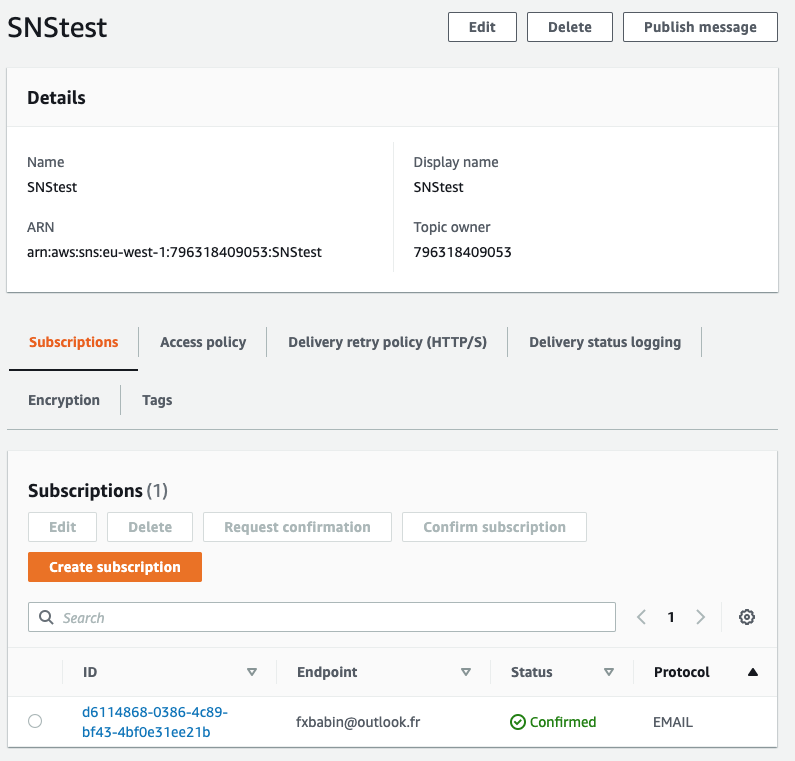 SNStest
Edit
Delete
Publish message
Details
Name
SNStest
Display name
SNStest
ARN
arn:aws:sns:eu-west-1:796318409053:SNStest
Topic owner
796318409053
Subscriptions
Access policy
Delivery retry policy (HTTP/S)
Delivery status logging
Encryption
Tags
Subscriptions (1)
Edit
Delete
Request confirmation
Confirm subscription
Create subscription
Search
1
ID
Endpoint
Status
Protocol
d6114868-0386-4c89-
bf43-4bf0e31ee21b
fxbabin@outlook.fr
Confirmed
EMAIL